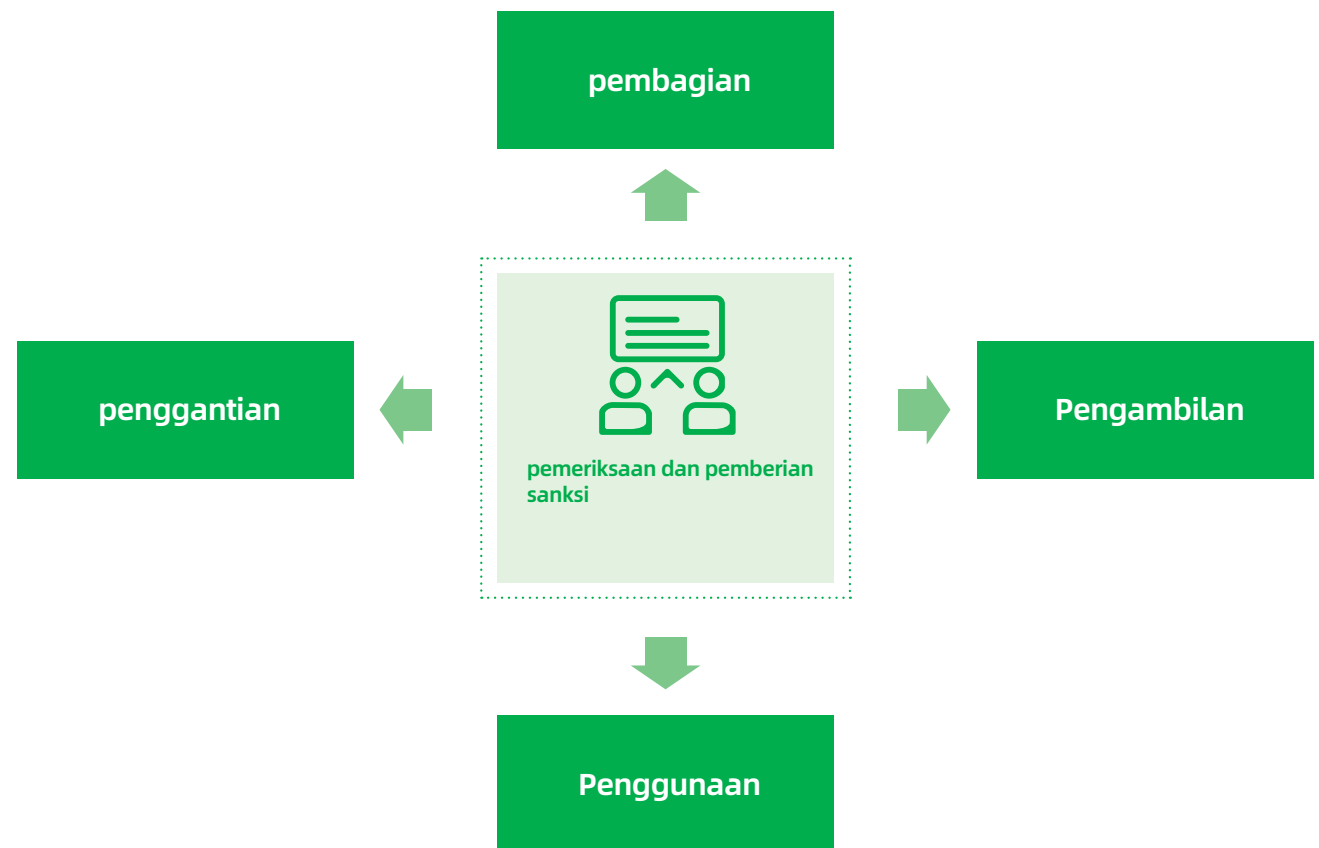 pembagian
penggantian
pemeriksaan dan pemberian
sanksi
Pengambilan
Penggunaan